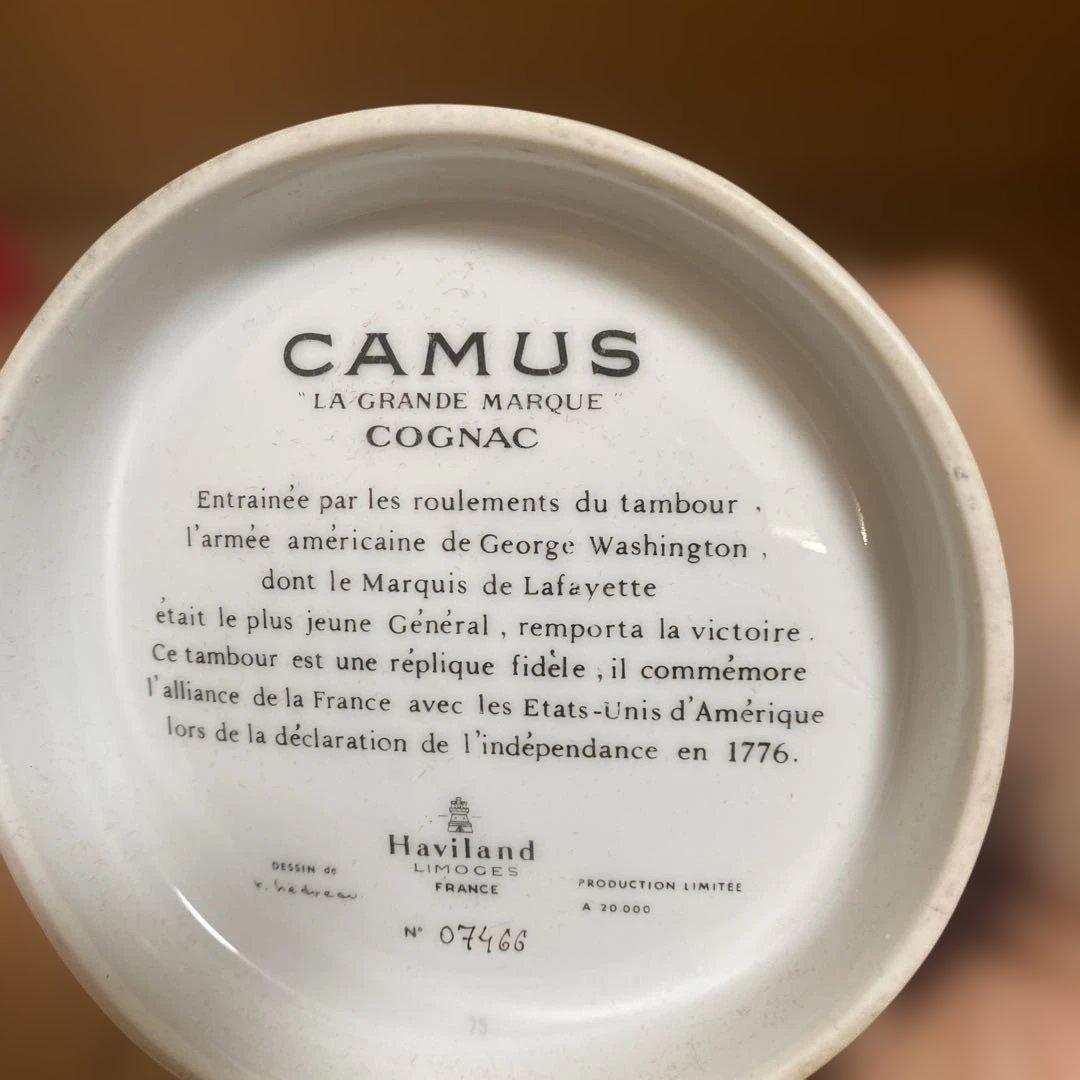 CAMUS
"LA GRANDE MARQUE"
COGNAC
Entrainée par les roulements du tambour ,
l'armée américaine de George Washington ,
dont le Marquis de Lafayette
était le plus jeune Général , remporta la victoire .
Ce tambour est une réplique fidèle , il commémore
l'alliance de la France avec les Etats-Unis d'Amérique
lors de la déclaration de l'indépendance en 1776.
Haviland
LIMOGES
FRANCE
DESSIN de
PRODUCTION LIMITÉE
A 20.000
N° 07466
75